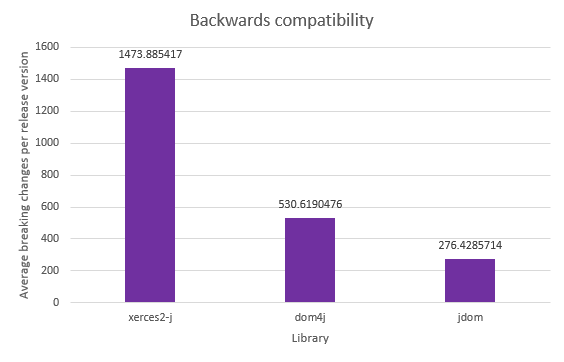 Backwards compatibility
Average breaking changes per release version
1600
1400
1200
1000
800
600
400
200
0
1473.885417
530.6190476
276.4285714
xerces2-j
dom4j
jdom
Library